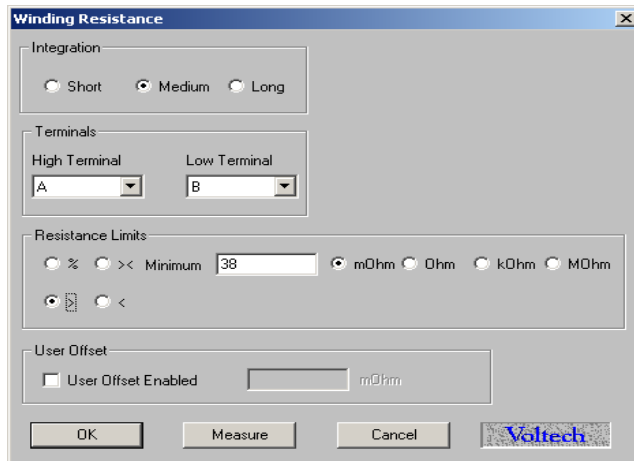 Winding Resistance
Integration
Short Medium Long
Terminals
High Terminal Low Terminal
A B
Resistance Limits
% >< Minimum 38 mOhm Ohm kOhm MOhm
> <
User Offset
User Offset Enabled mOhm
OK Measure Cancel Voltech